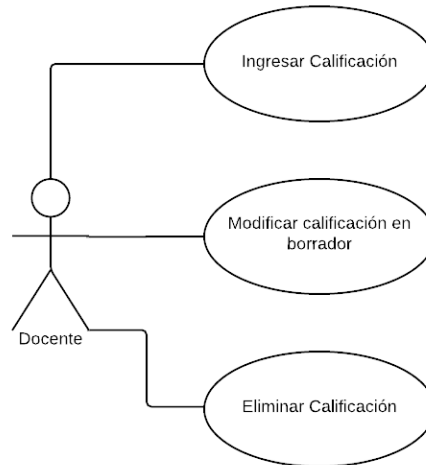 Ingresar Calificación
Modificar calificación en
borrador
Docente
Eliminar Calificación